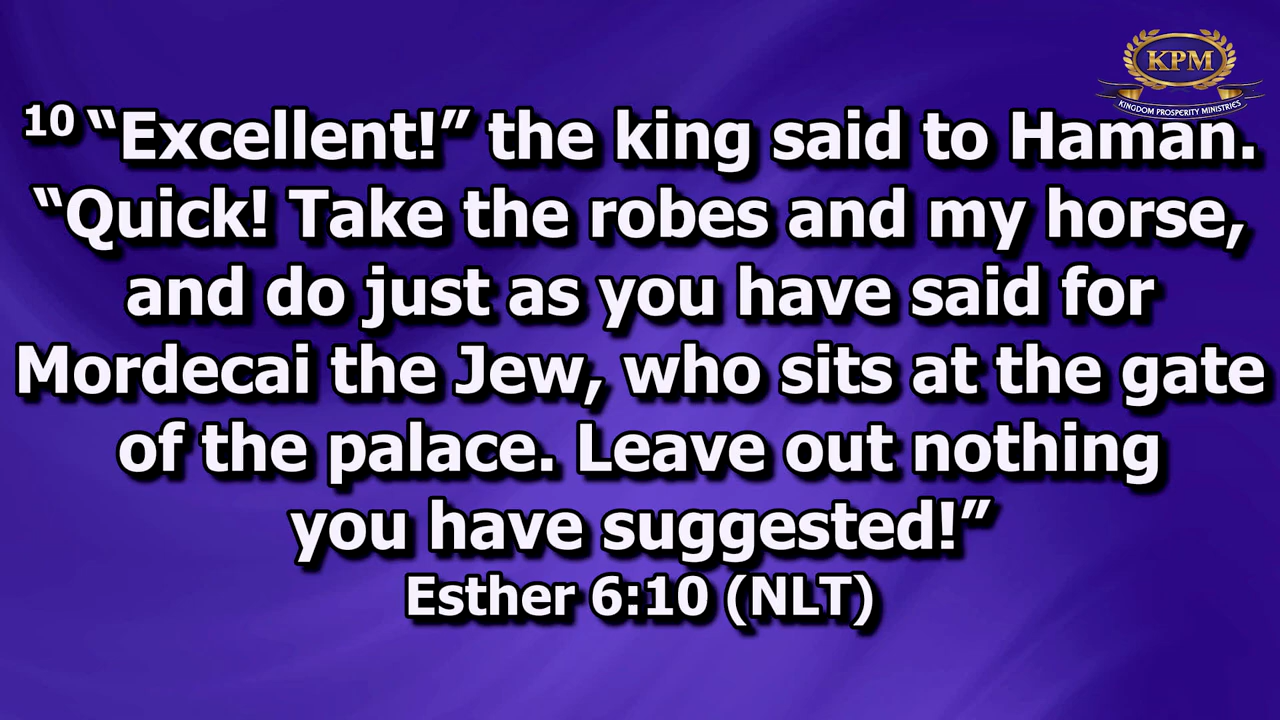 KPM
KINGDOM PROSPERITY MINISTRIES
10 “Excellent!” the king said to Haman.
“Quick! Take the robes and my horse,
and do just as you have said for
Mordecai the Jew, who sits at the gate
of the palace. Leave out nothing
you have suggested!”
Esther 6:10 (NLT)